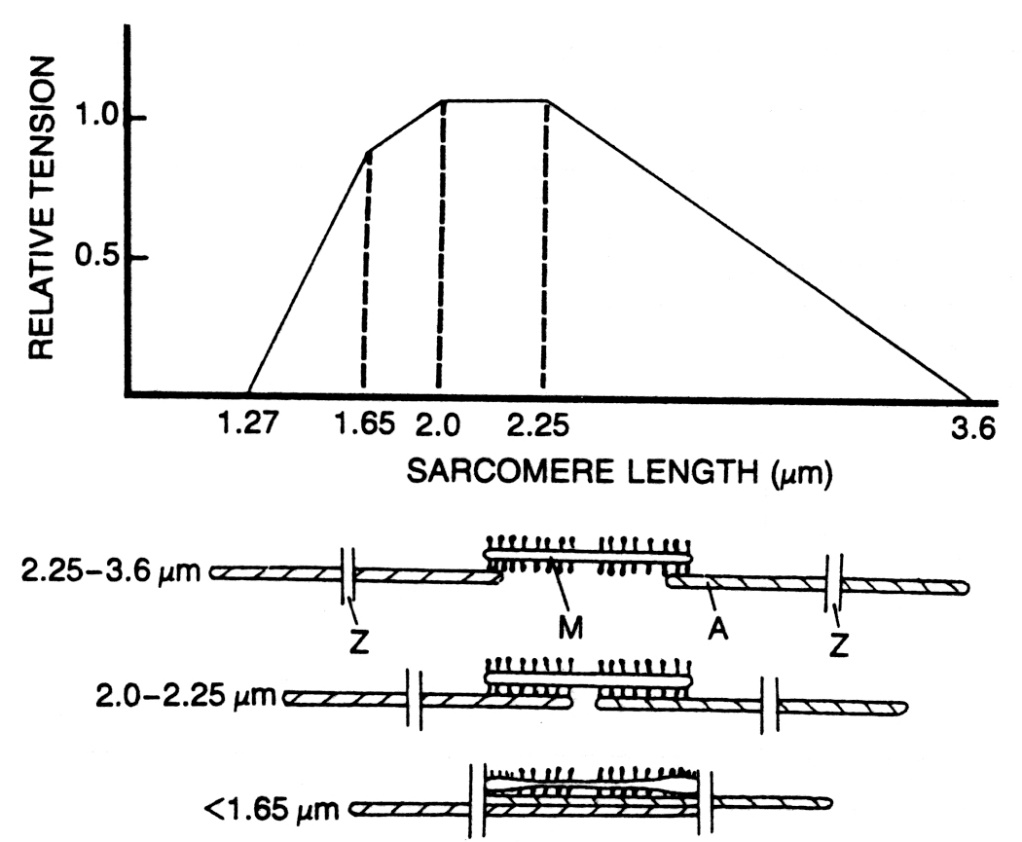 RELATIVE TENSION
1.0
0.5
1.27 1.65 2.0 2.25 3.6
SARCOMERE LENGTH (μm)
2.25–3.6 μm
Z M A Z
2.0–2.25 μm
<1.65 μm